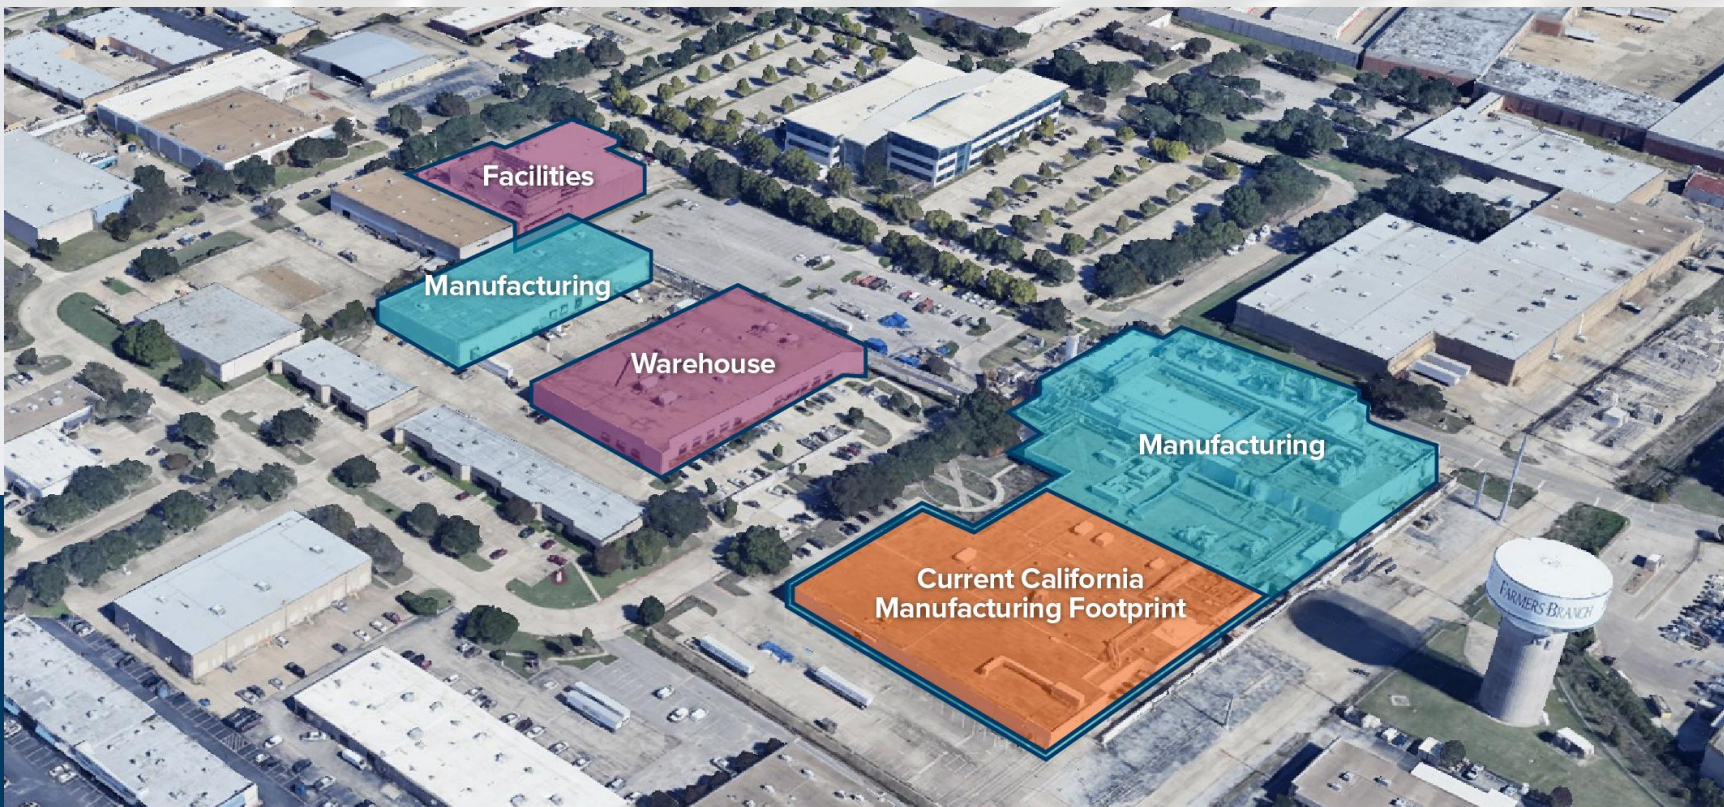 Facilities
Manufacturing
Warehouse
Manufacturing
Current California
Manufacturing Footprint
FARMERS BRANCH